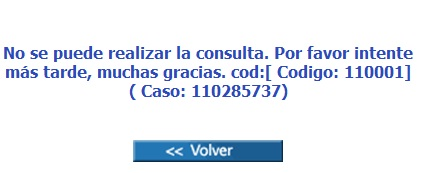 No se puede realizar la consulta. Por favor intente
más tarde, muchas gracias. cod:[ Codigo: 110001]
( Caso: 110285737)
<< Volver